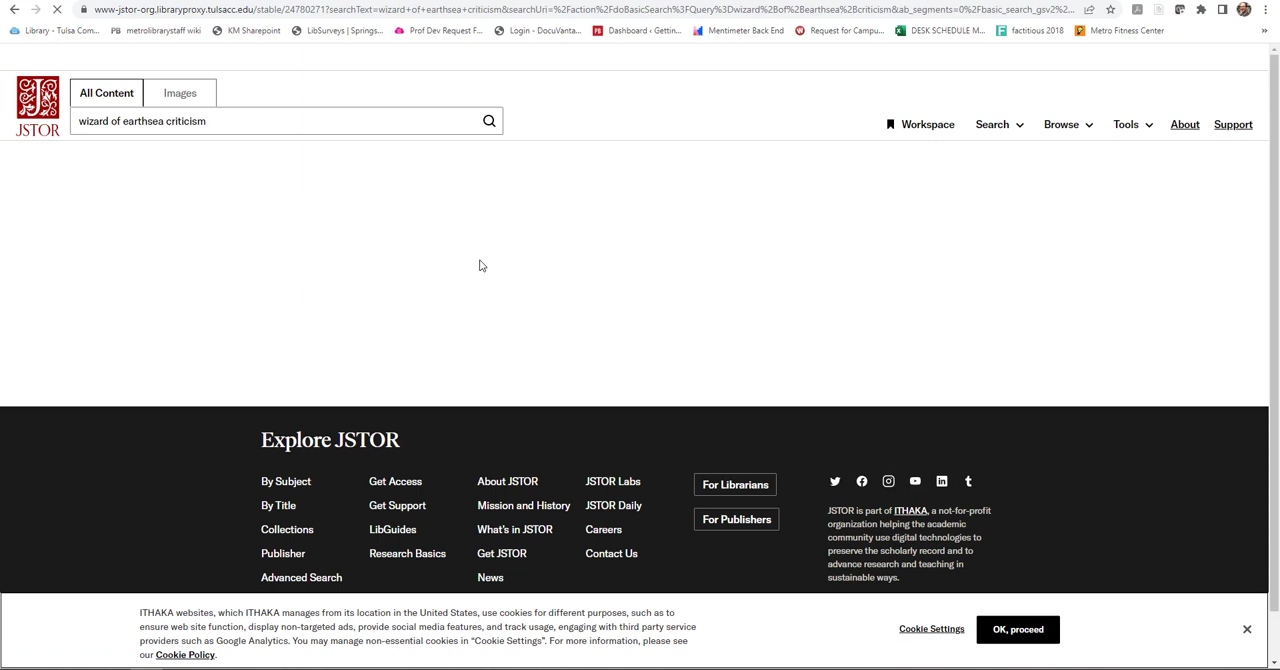 www-jstor-org.libraryproxy.tulsacc.edu/stable/24780271?searchText=wizard+of+earthsea+criticism&searchUri=%2Faction%2FdoBasicSearch%3FQuery%3Dwizard%2Bof%2Bearthsea%2Bcriticism&ab_segments=0%2Fbasic_search_gsv2%2...
Library - Tulsa Com... PB metrolibrarystaff wiki KM Sharepoint LibSurveys | Springs... Prof Dev Request F... Login - DocuVanta... PB Dashboard ‹ Gettin... Mentimeter Back End Request for Campu... DESK SCHEDULE M... factitious 2018 Metro Fitness Center »
All Content Images
JSTOR
wizard of earthsea criticism
Workspace Search Browse Tools About Support
Explore JSTOR
By Subject Get Access About JSTOR JSTOR Labs For Librarians
By Title Get Support Mission and History JSTOR Daily For Publishers
Collections LibGuides What's in JSTOR Careers
Publisher Research Basics Get JSTOR Contact Us
Advanced Search News
JSTOR is part of ITHAKA, a not-for-profit
organization helping the academic
community use digital technologies to
preserve the scholarly record and to
advance research and teaching in
sustainable ways.
ITHAKA websites, which ITHAKA manages from its location in the United States, use cookies for different purposes, such as to
ensure web site function, display non-targeted ads, provide social media features, and track usage, engaging with third party service
providers such as Google Analytics. You may manage non-essential cookies in "Cookie Settings". For more information, please see
our Cookie Policy.
Cookie Settings OK, proceed